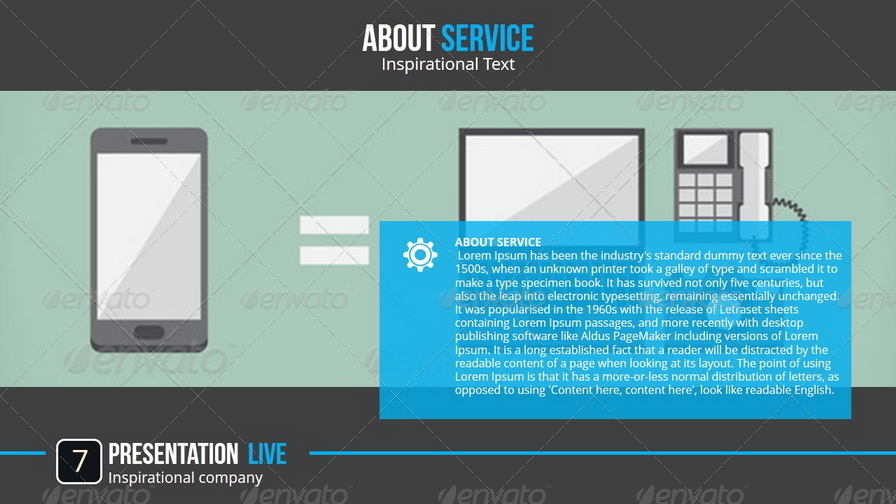 ABOUT SERVICE
Inspirational Text
ABOUT SERVICE
Lorem Ipsum has been the industry's standard dummy text ever since the
1500s, when an unknown printer took a galley of type and scrambled it to
make a type specimen book. It has survived not only five centuries, but
also the leap into electronic typesetting, remaining essentially unchanged.
It was popularised in the 1960s with the release of Letraset sheets
containing Lorem Ipsum passages, and more recently with desktop
publishing software like Aldus PageMaker including versions of Lorem
Ipsum. It is a long established fact that a reader will be distracted by the
readable content of a page when looking at its layout. The point of using
Lorem Ipsum is that it has a more-or-less normal distribution of letters, as
opposed to using 'Content here, content here', look like readable English.
7
PRESENTATION LIVE
Inspirational company
envato